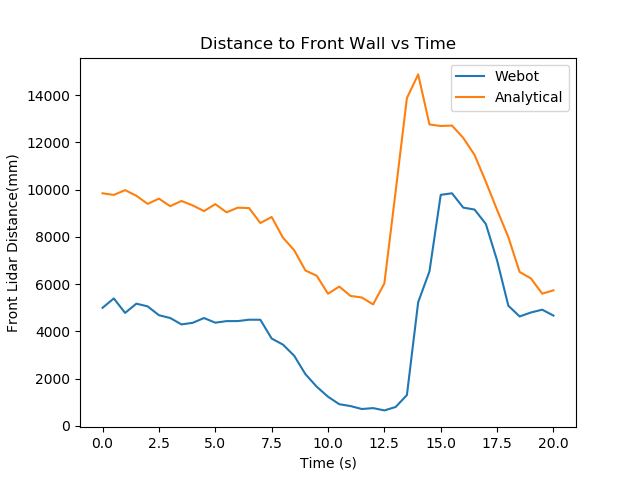 Distance to Front Wall vs Time
Webot
Analytical
14000
12000
10000
8000
6000
4000
2000
0
Front Lidar Distance(mm)
0.0 2.5 5.0 7.5 10.0 12.5 15.0 17.5 20.0
Time (s)